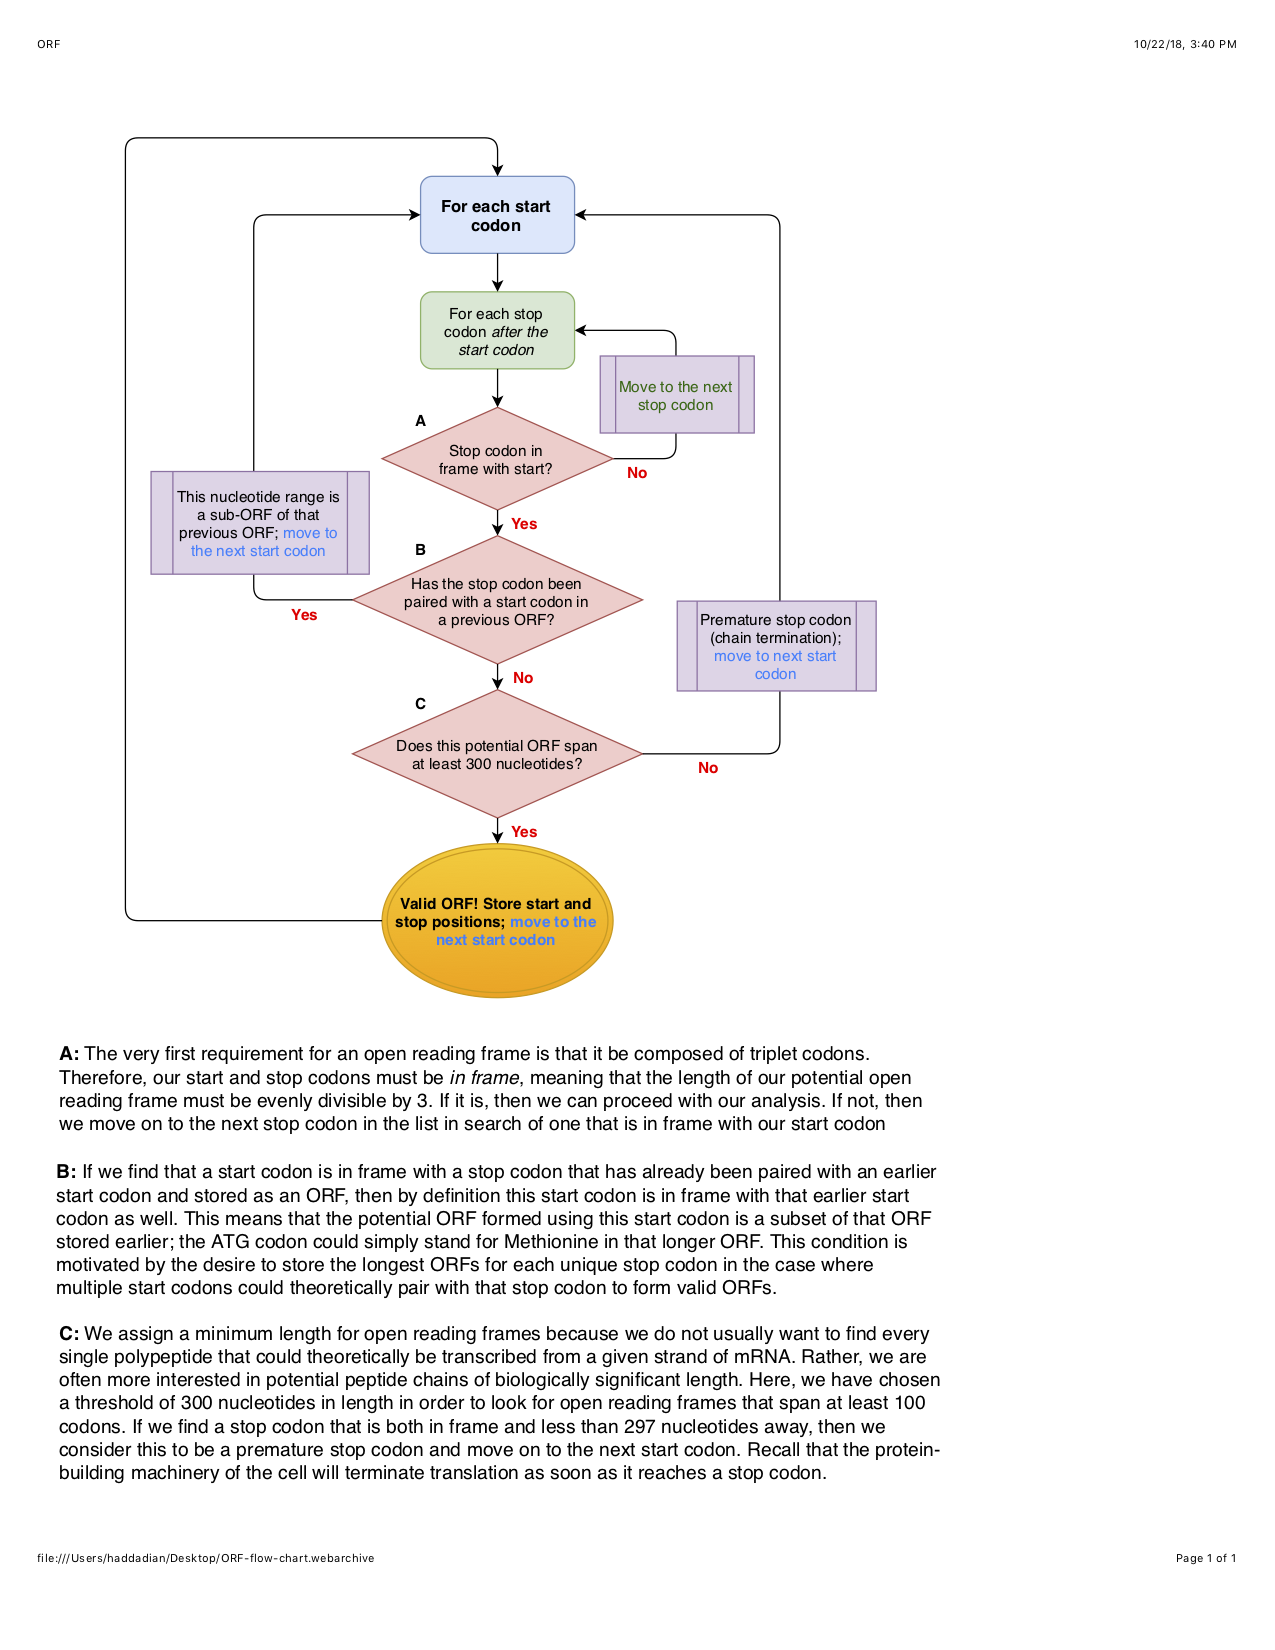 ORF
10/22/18, 3:40 PM
For each start
codon
For each stop
codon after the
start codon
Move to the next
stop codon
A
Stop codon in
frame with start?
No
This nucleotide range is
a sub-ORF of that
previous ORF; move to
the next start codon
Yes
B
Has the stop codon been
paired with a start codon in
a previous ORF?
Yes
Premature stop codon
(chain termination);
move to next start
codon
No
C
Does this potential ORF span
at least 300 nucleotides?
No
Yes
Valid ORF! Store start and
stop positions; move to the
next start codon
A: The very first requirement for an open reading frame is that it be composed of triplet codons.
Therefore, our start and stop codons must be in frame, meaning that the length of our potential open
reading frame must be evenly divisible by 3. If it is, then we can proceed with our analysis. If not, then
we move on to the next stop codon in the list in search of one that is in frame with our start codon
B: If we find that a start codon is in frame with a stop codon that has already been paired with an earlier
start codon and stored as an ORF, then by definition this start codon is in frame with that earlier start
codon as well. This means that the potential ORF formed using this start codon is a subset of that ORF
stored earlier; the ATG codon could simply stand for Methionine in that longer ORF. This condition is
motivated by the desire to store the longest ORFs for each unique stop codon in the case where
multiple start codons could theoretically pair with that stop codon to form valid ORFs.
C: We assign a minimum length for open reading frames because we do not usually want to find every
single polypeptide that could theoretically be transcribed from a given strand of mRNA. Rather, we are
often more interested in potential peptide chains of biologically significant length. Here, we have chosen
a threshold of 300 nucleotides in length in order to look for open reading frames that span at least 100
codons. If we find a stop codon that is both in frame and less than 297 nucleotides away, then we
consider this to be a premature stop codon and move on to the next start codon. Recall that the protein-
building machinery of the cell will terminate translation as soon as it reaches a stop codon.
file:///Users/haddadian/Desktop/ORF-flow-chart.webarchive
Page 1 of 1